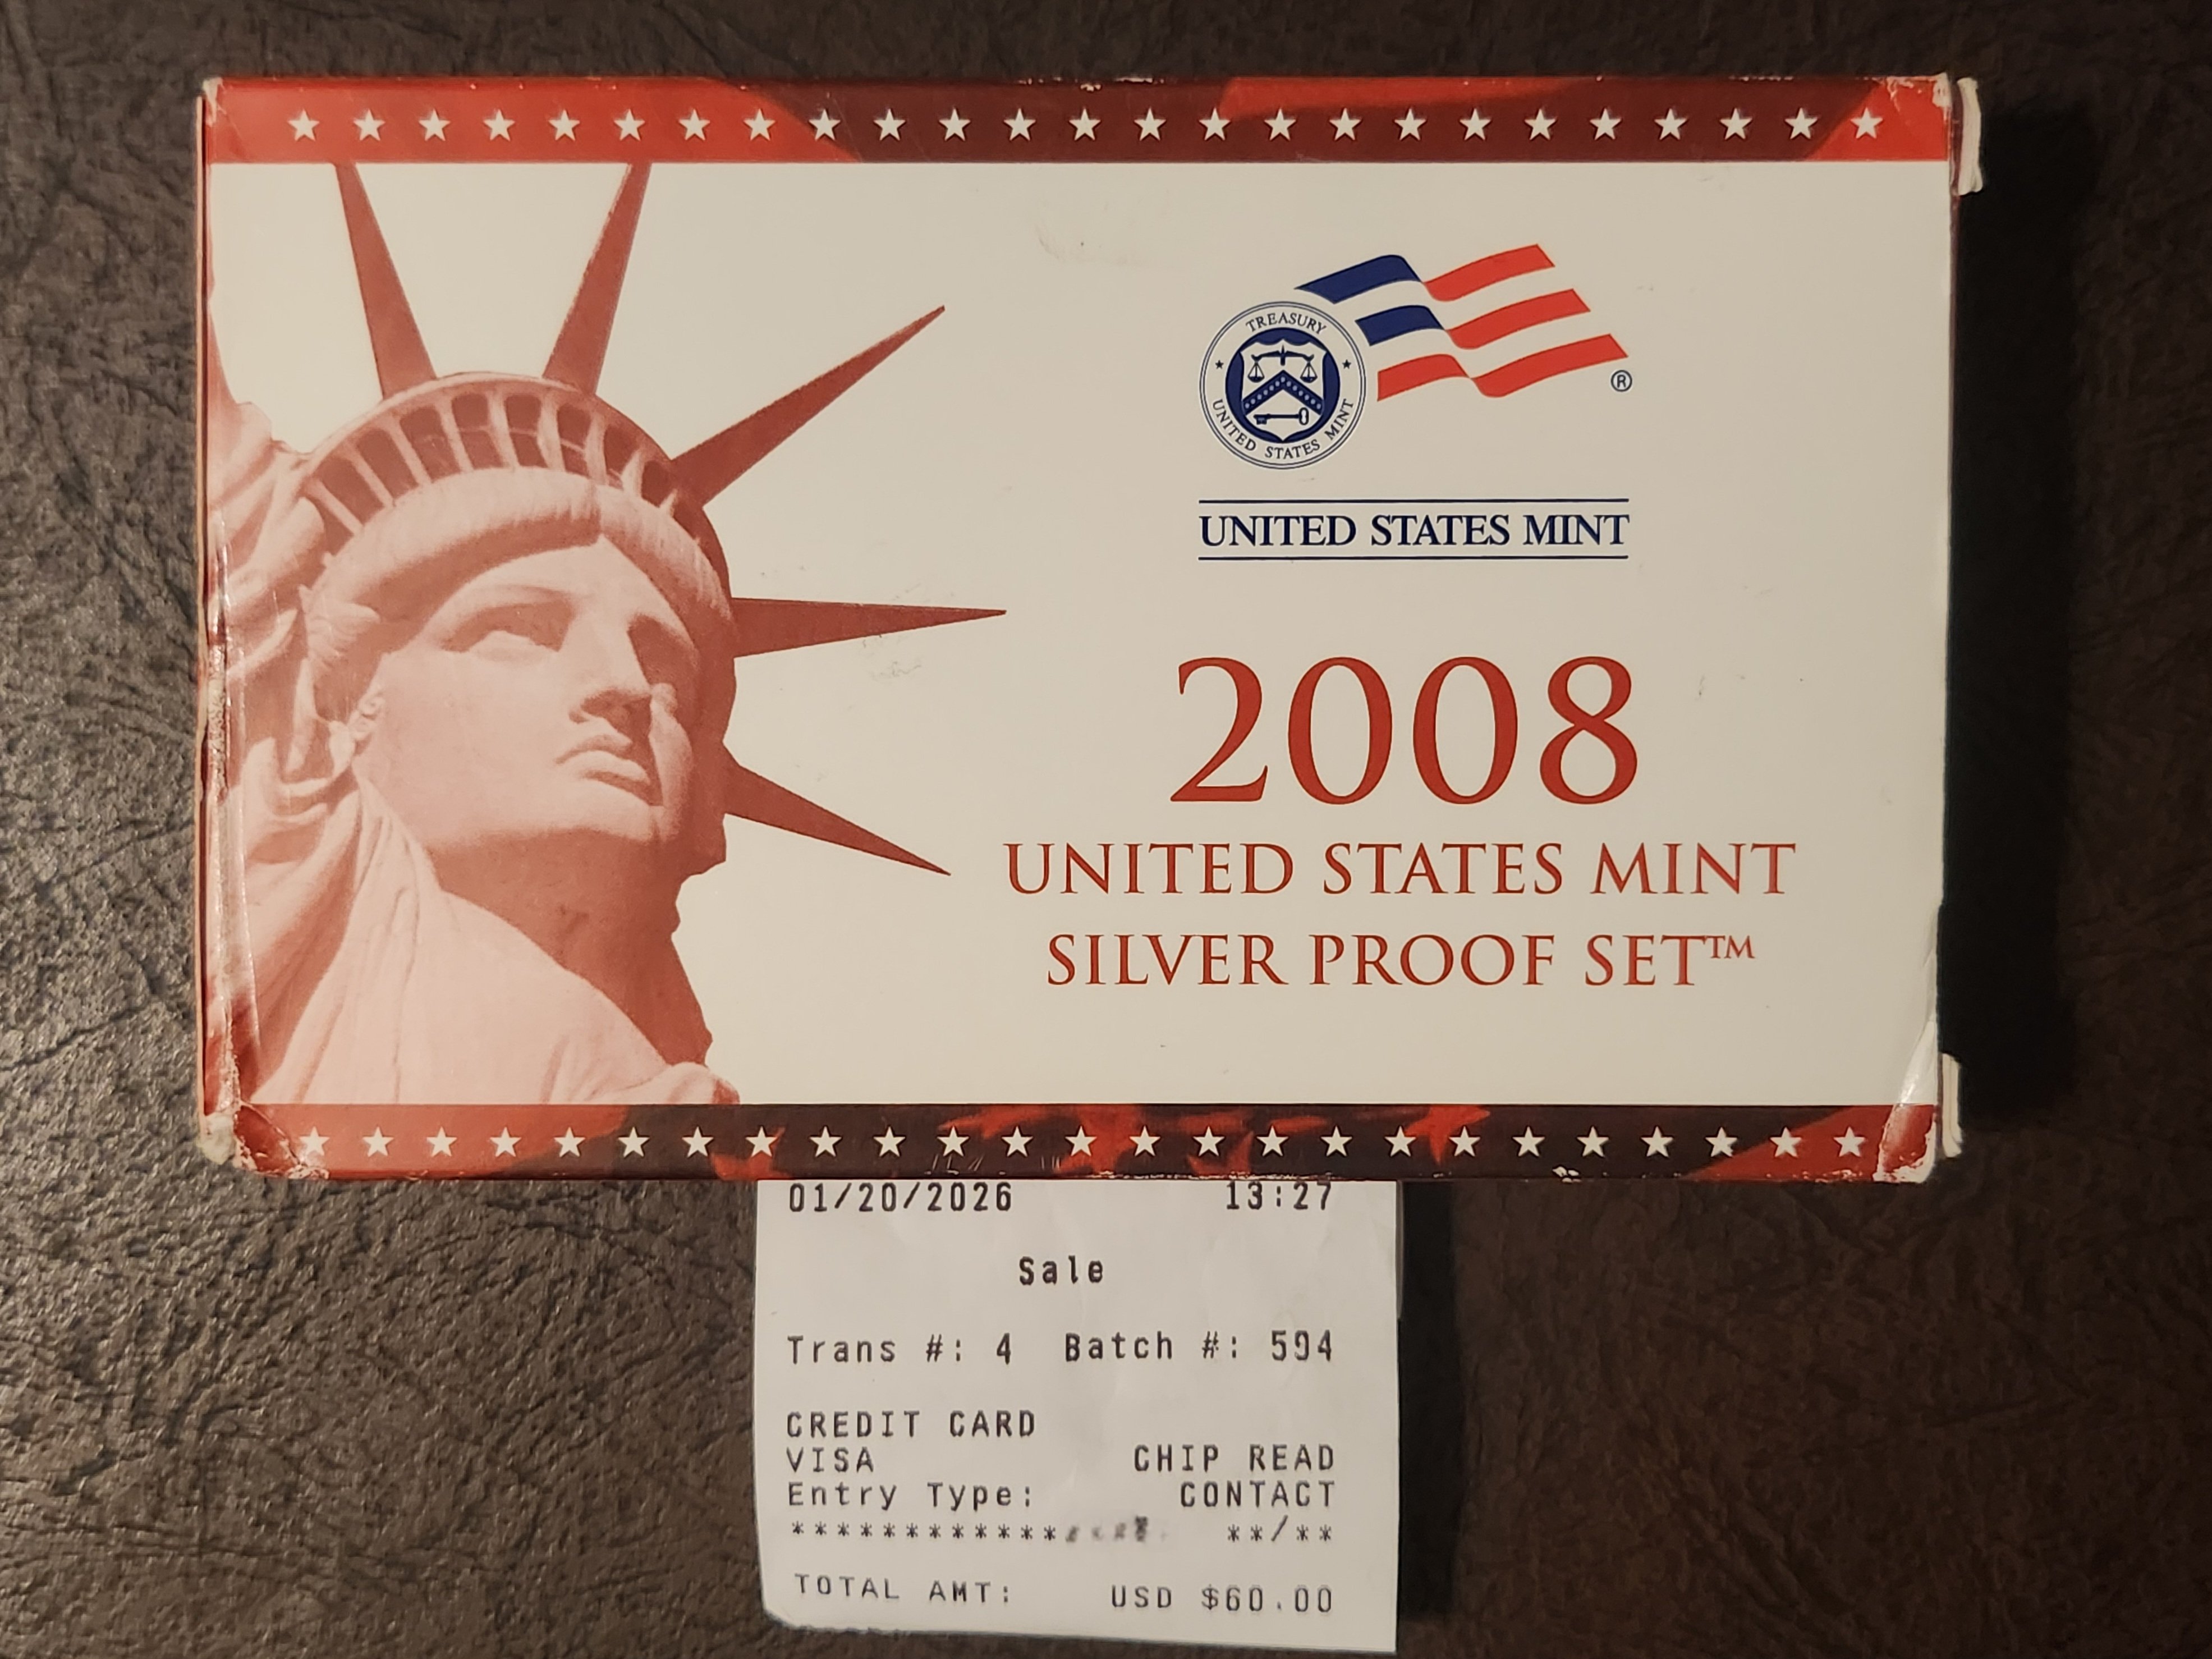 TREASURY
UNITED STATES MINT
®
UNITED STATES MINT
2008
UNITED STATES MINT
SILVER PROOF SET™
01/20/2026 13:27
Sale
Trans #: 4 Batch #: 594
CREDIT CARD
VISA CHIP READ
Entry Type: CONTACT
************ **/**
TOTAL AMT: USD $60.00